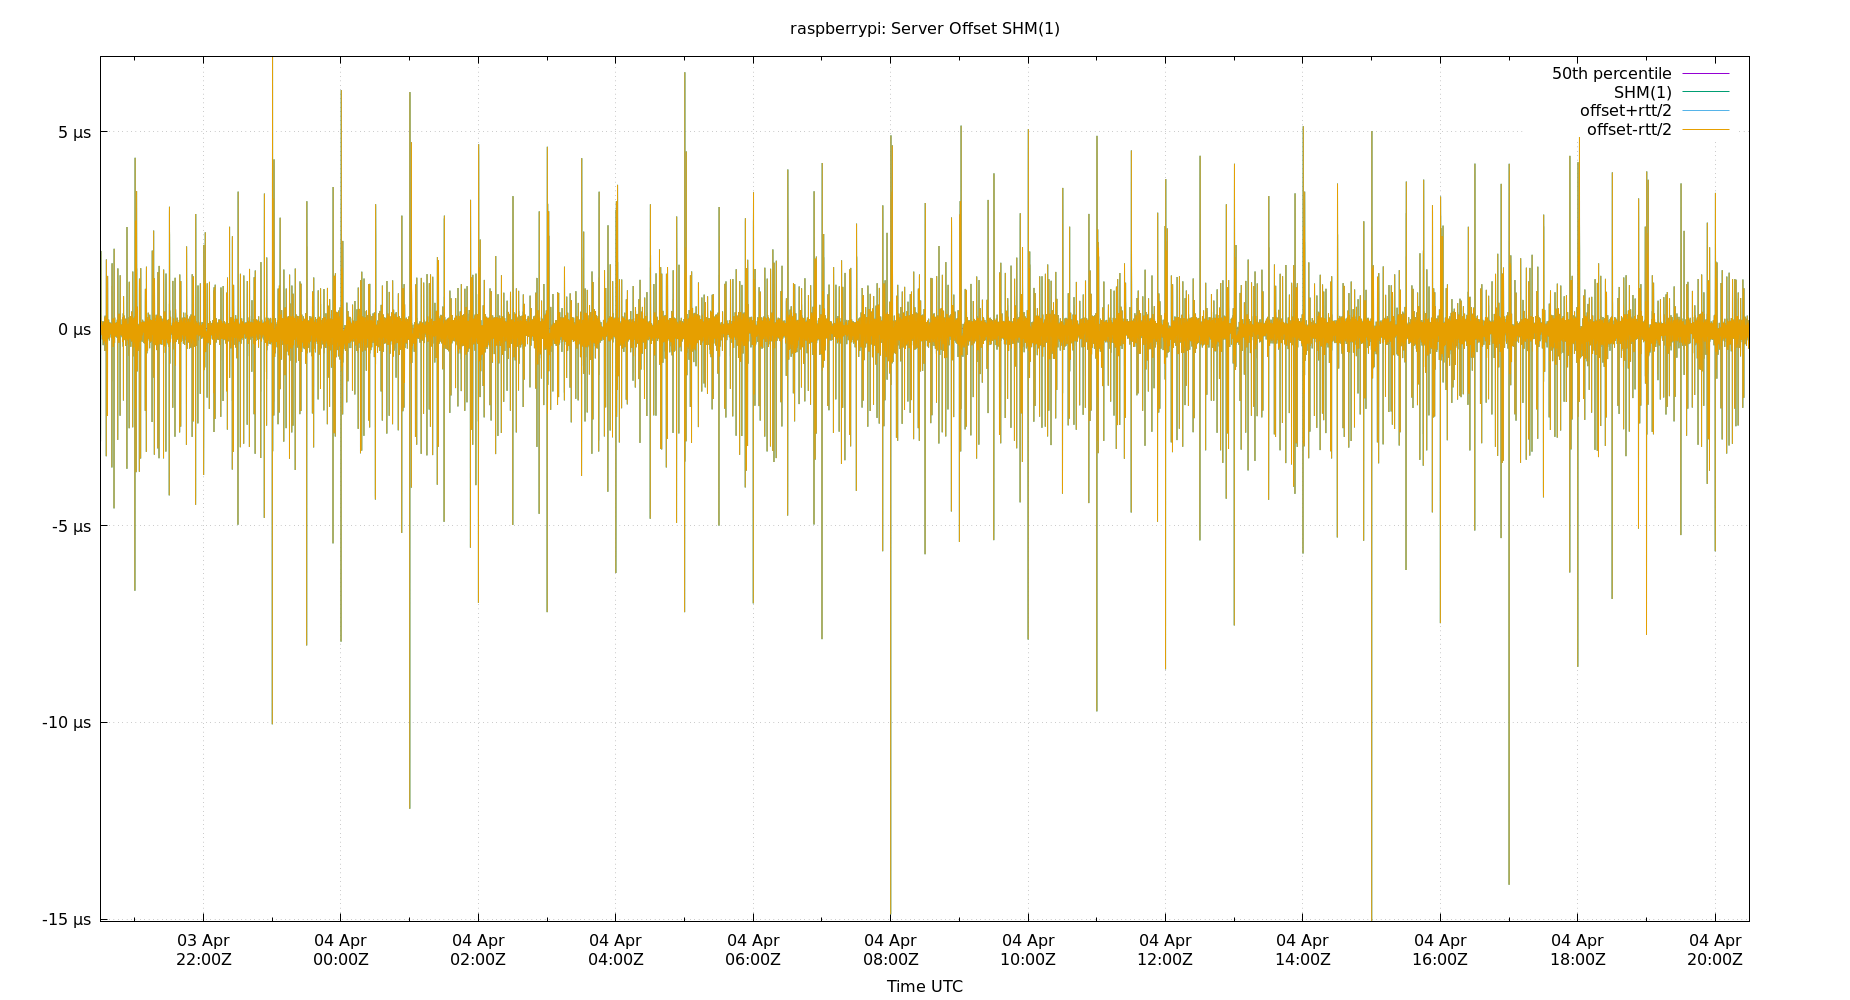 raspberrypi: Server Offset SHM(1)
50th percentile
SHM(1)
offset+rtt/2
offset-rtt/2
5 µs
0 µs
-5 µs
-10 µs
-15 µs
03 Apr 04 Apr 04 Apr 04 Apr 04 Apr 04 Apr 04 Apr 04 Apr 04 Apr 04 Apr 04 Apr 04 Apr
22:00Z 00:00Z 02:00Z 04:00Z 06:00Z 08:00Z 10:00Z 12:00Z 14:00Z 16:00Z 18:00Z 20:00Z
Time UTC